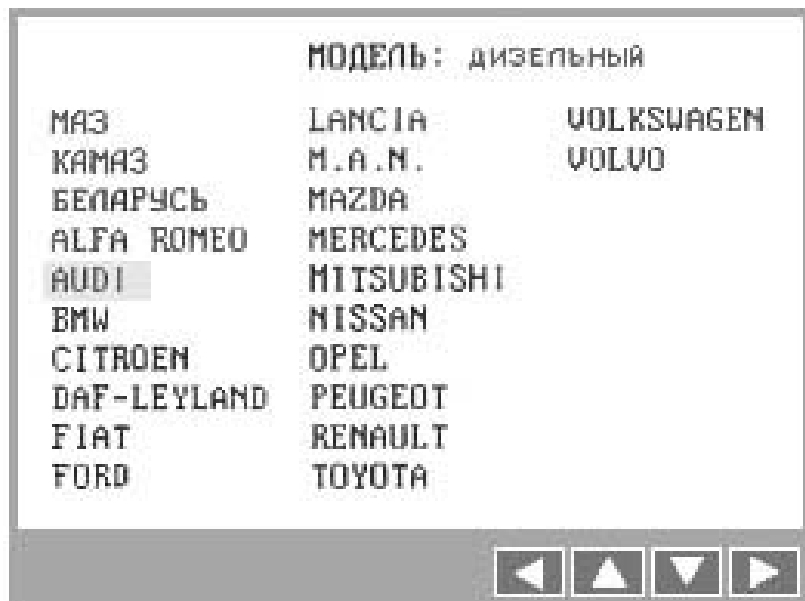 МОДЕЛЬ: ДИЗЕЛЬНЫЙ
МАЗ
КАМАЗ
БЕЛАРУСЬ
ALFA ROMEO
AUDI
BMW
CITROEN
DAF-LEYLAND
FIAT
FORD
LANCIA
M.A.N.
MAZDA
MERCEDES
MITSUBISHI
NISSAN
OPEL
PEUGEOT
RENAULT
TOYOTA
VOLKSWAGEN
VOLVO